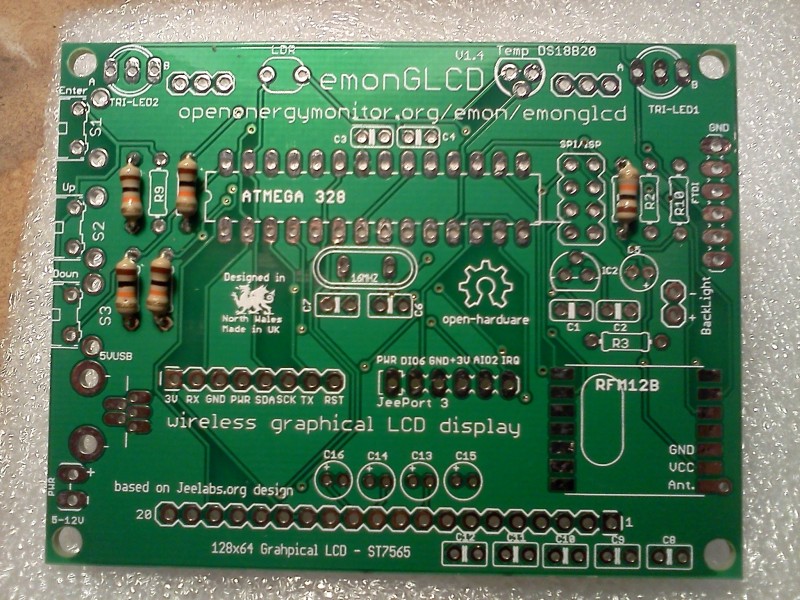 LDR
V1.4
Temp DS18B20
A
B
TRI-LED2
emonGLCD
A
B
TRI-LED1
openenergymonitor.org/emon/emonglcd
Enter
S1
C3
C4
SPI/ISP
GND
FTDI
R9
ATMEGA 328
R2
R10
Up
S2
Down
S3
16MHZ
IC2
Designed in
North Wales
Made in UK
C7
C6
open-hardware
C1
C2
R3
BackLight
-
+
5VUSB
PWR DIO6 GND +3V AIO2 IRQ
JeePort 3
3V RX GND PWR SDA SCK TX RST
RFM12B
GND
VCC
Ant.
wireless graphical LCD display
C16
C14
C13
C15
PWR
+
5-12V
based on Jeelabs.org design
20
1
128x64 Grahpical LCD - ST7565
C12
C11
C10
C9
C8